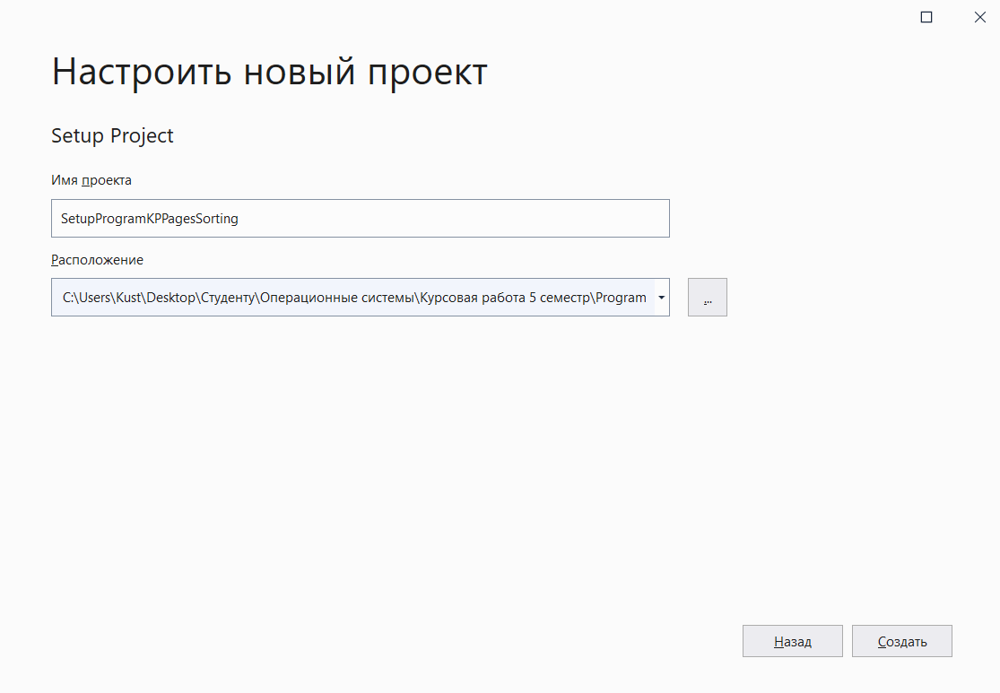 Настроить новый проект
Setup Project
Имя проекта
SetupProgramKPPagesSorting
Расположение
C:\Users\Kust\Desktop\Студенту\Операционные системы\Курсовая работа 5 семестр\Program
...
Назад
Создать